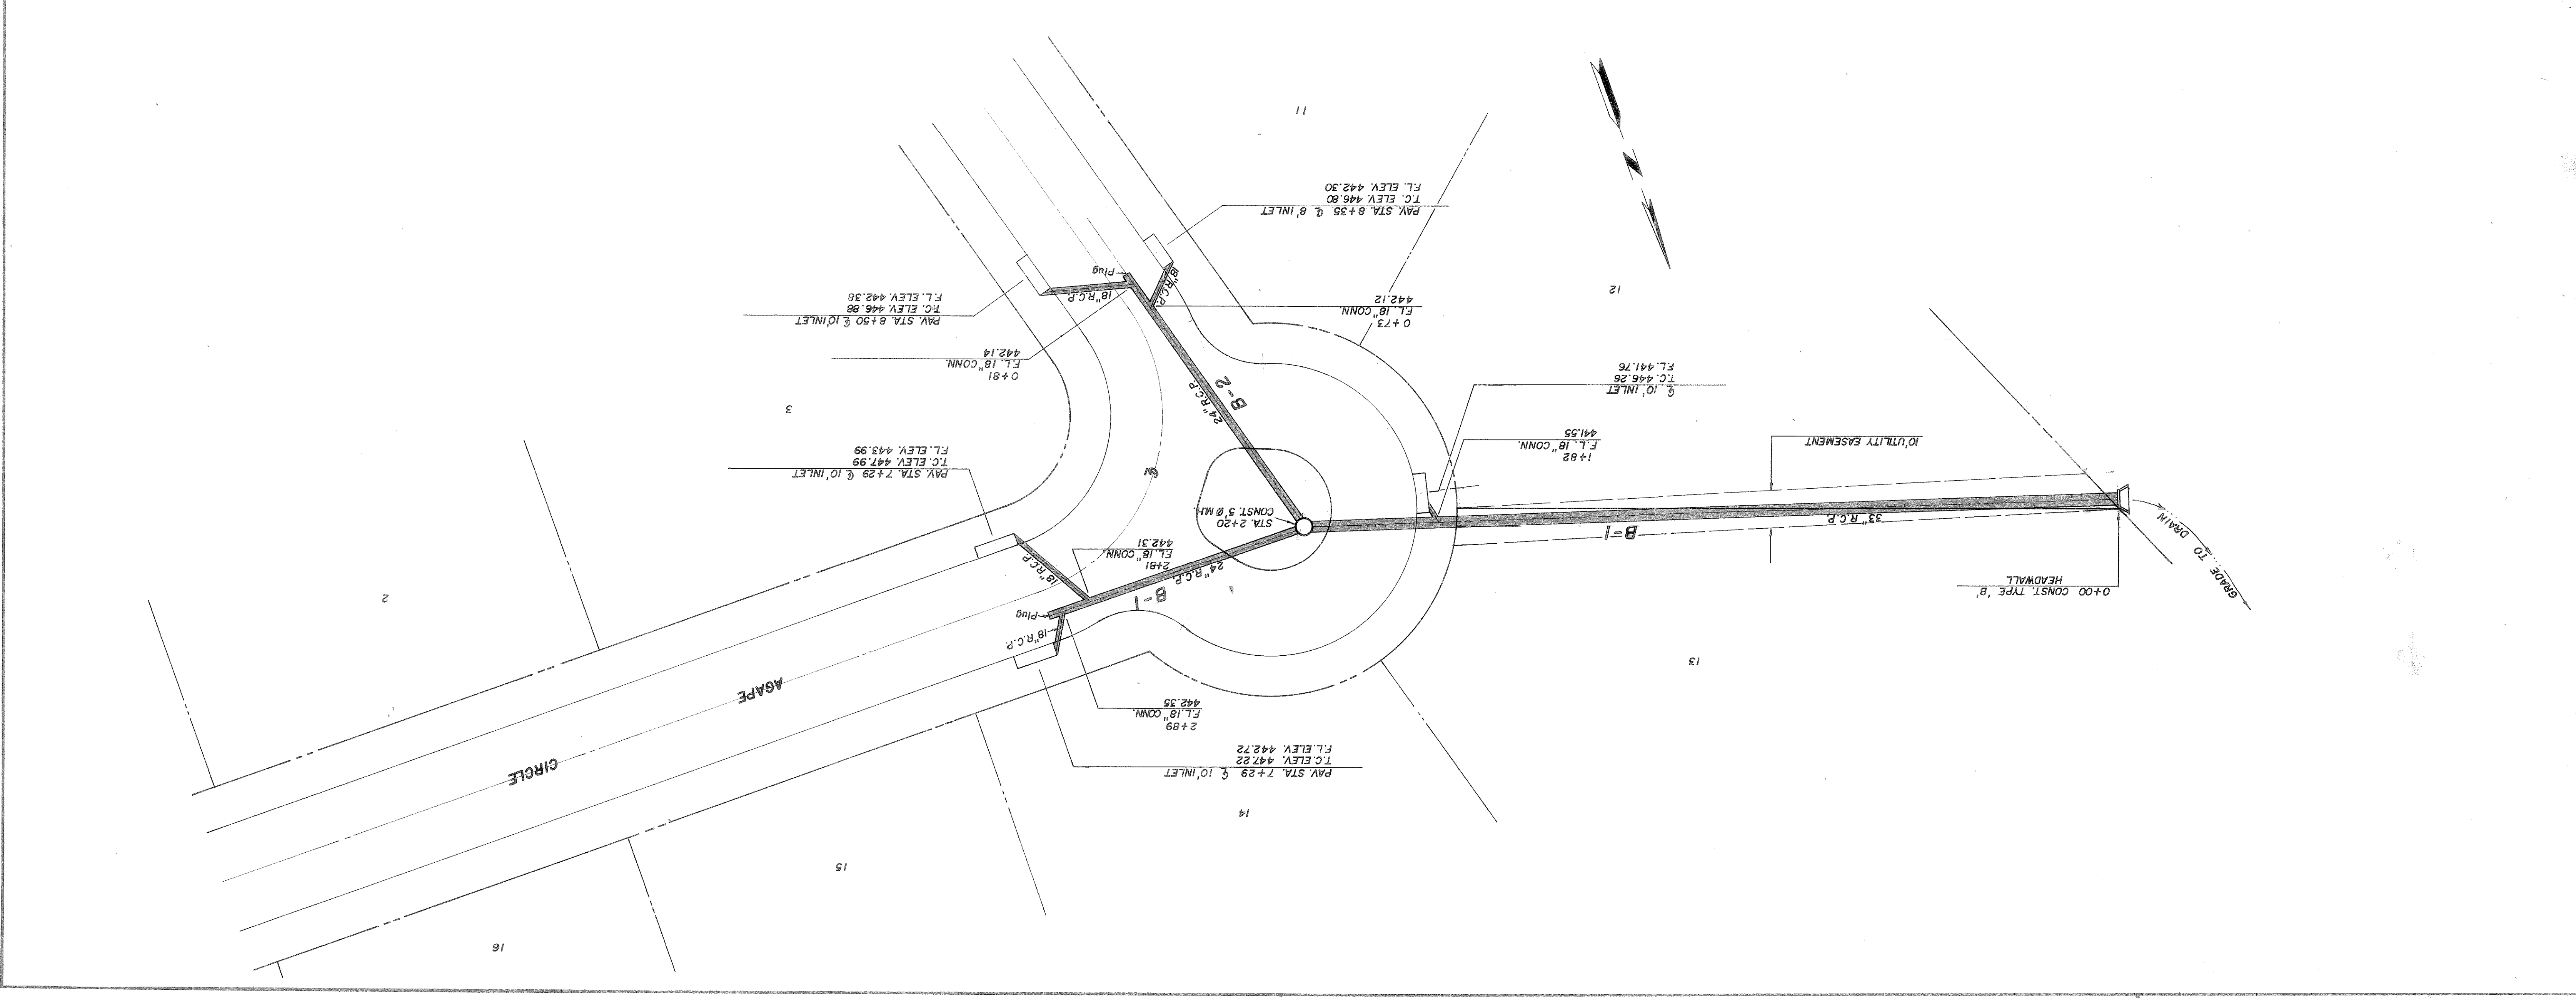 16
15
14
PAV. STA. 7+29 ℄ 10' INLET
T.C. ELEV. 447.22
F.L. ELEV. 442.72
CIRCLE
2+89
F.L. 18" CONN.
442.35
AGAPE
13
18" R.C.P.
Plug
B-1
24" R.C.P.
0+00 CONST. TYPE 'B'
HEADWALL
GRADE TO DRAIN
2
18" R.C.P.
2+81
F.L. 18" CONN.
442.31
B-1
33" R.C.P.
STA. 2+20
CONST. 5' Ø MH.
PAV. STA. 7+29 ℄ 10' INLET
T.C. ELEV. 447.99
F.L. ELEV. 443.99
℄
1+82
F.L. 18" CONN.
441.55
10' UTILITY EASEMENT
3
B-2
24" R.C.P.
℄ 10' INLET
T.C. 446.26
F.L. 441.76
0+81
F.L. 18" CONN.
442.14
0+73
F.L. 18" CONN.
442.12
PAV. STA. 8+50 ℄ 10' INLET
T.C. ELEV. 446.88
F.L. ELEV. 442.38
18" R.C.P.
18" R.C.P.
Plug
12
PAV. STA. 8+35 ℄ 8' INLET
T.C. ELEV. 446.80
F.L. ELEV. 442.30
N
11